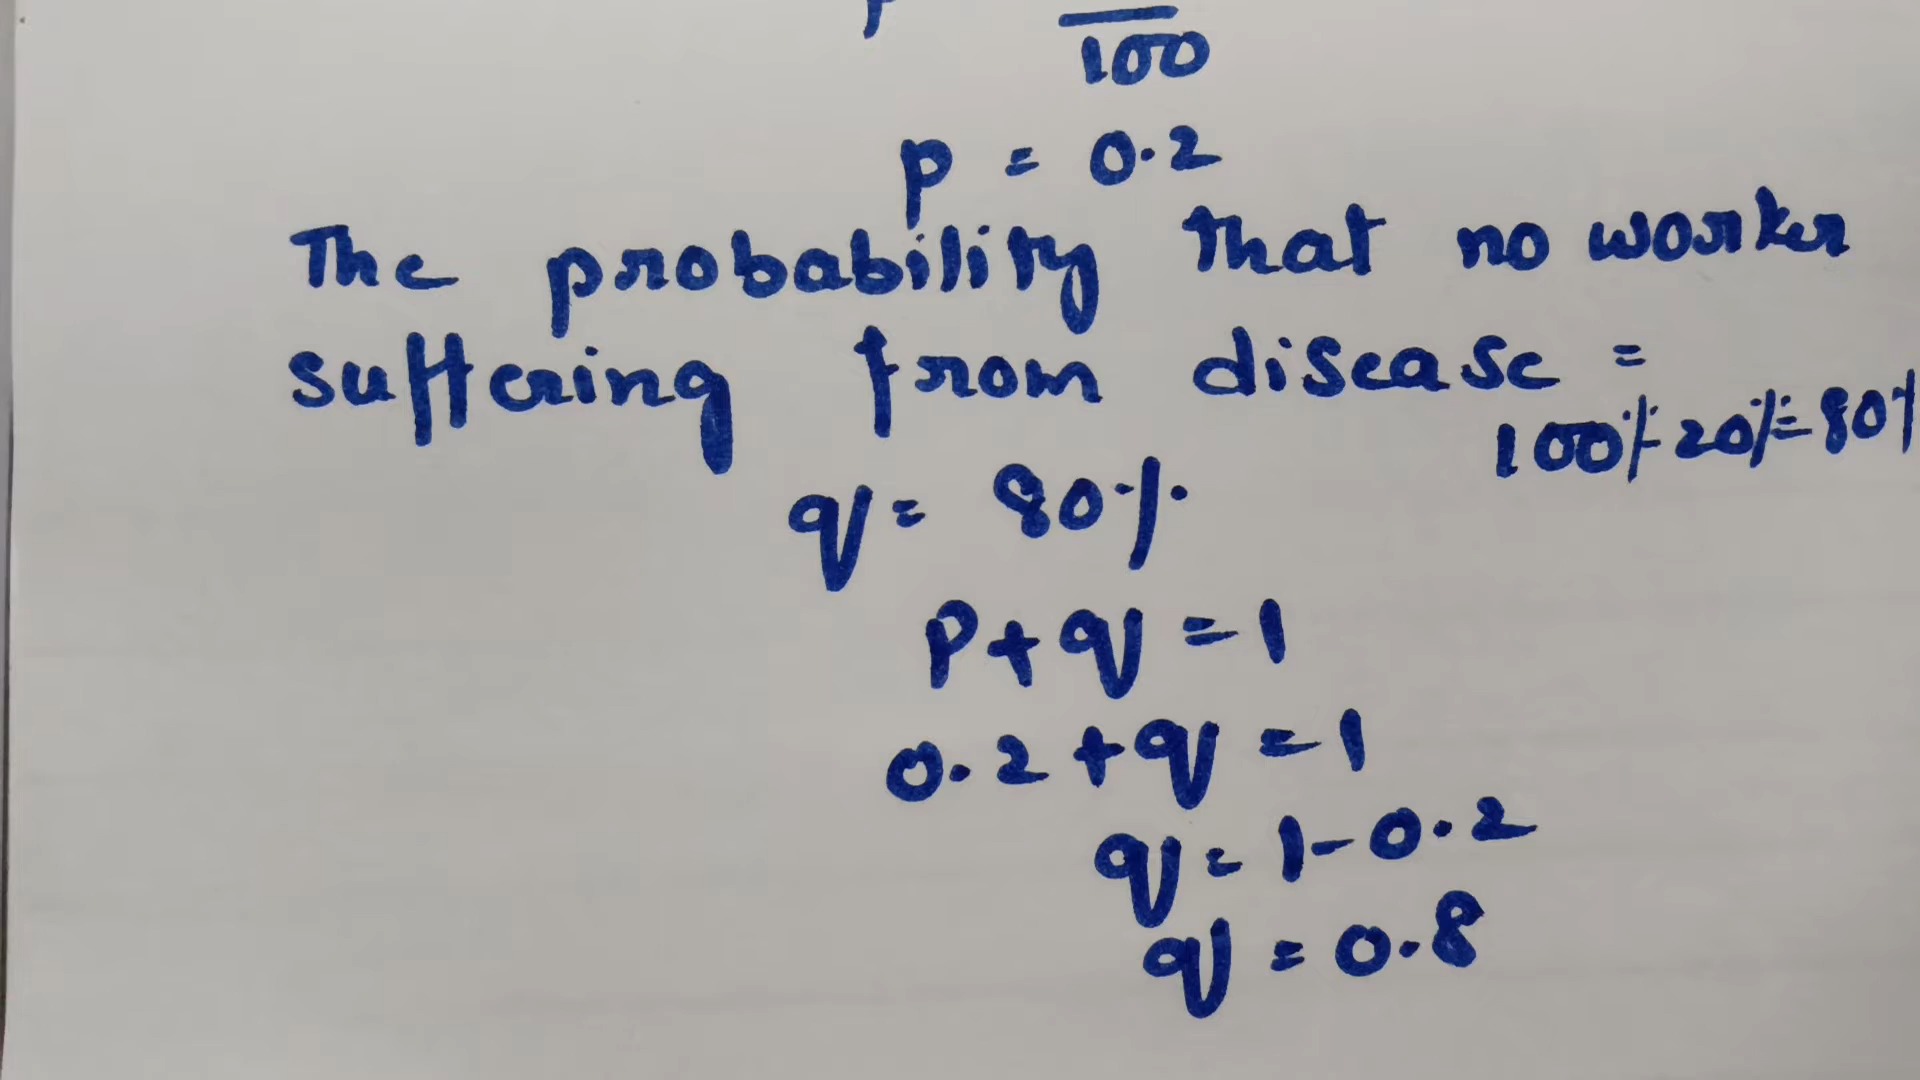 100
p = 0.2
The probability that no worker
suffering from disease =
100%-20%=80%
q = 80%
p+q=1
0.2+q=1
q=1-0.2
q=0.8